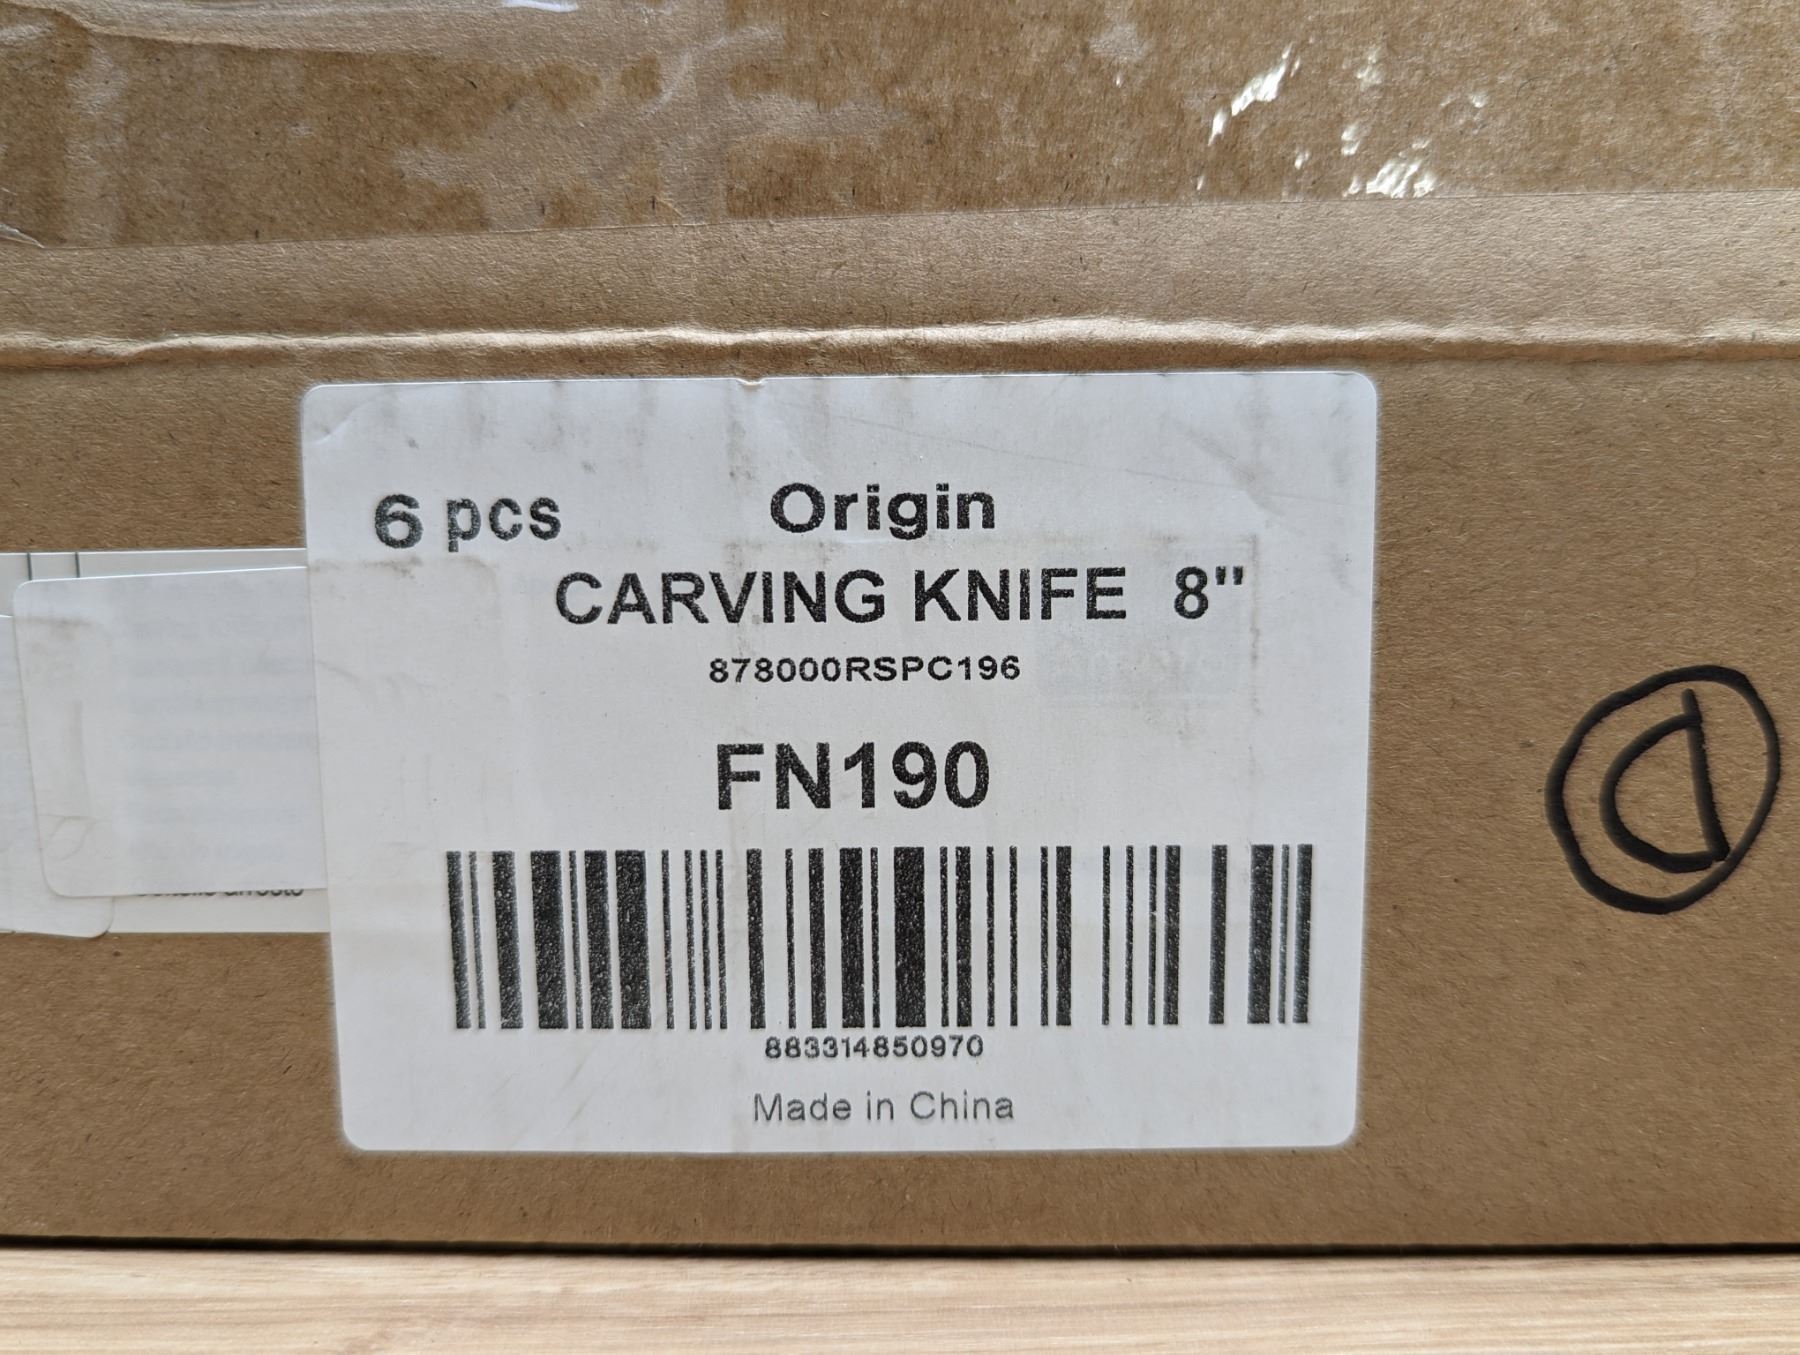 6 pcs Origin
CARVING KNIFE 8"
878000RSPC196
FN190
883314850970
Made in China
D